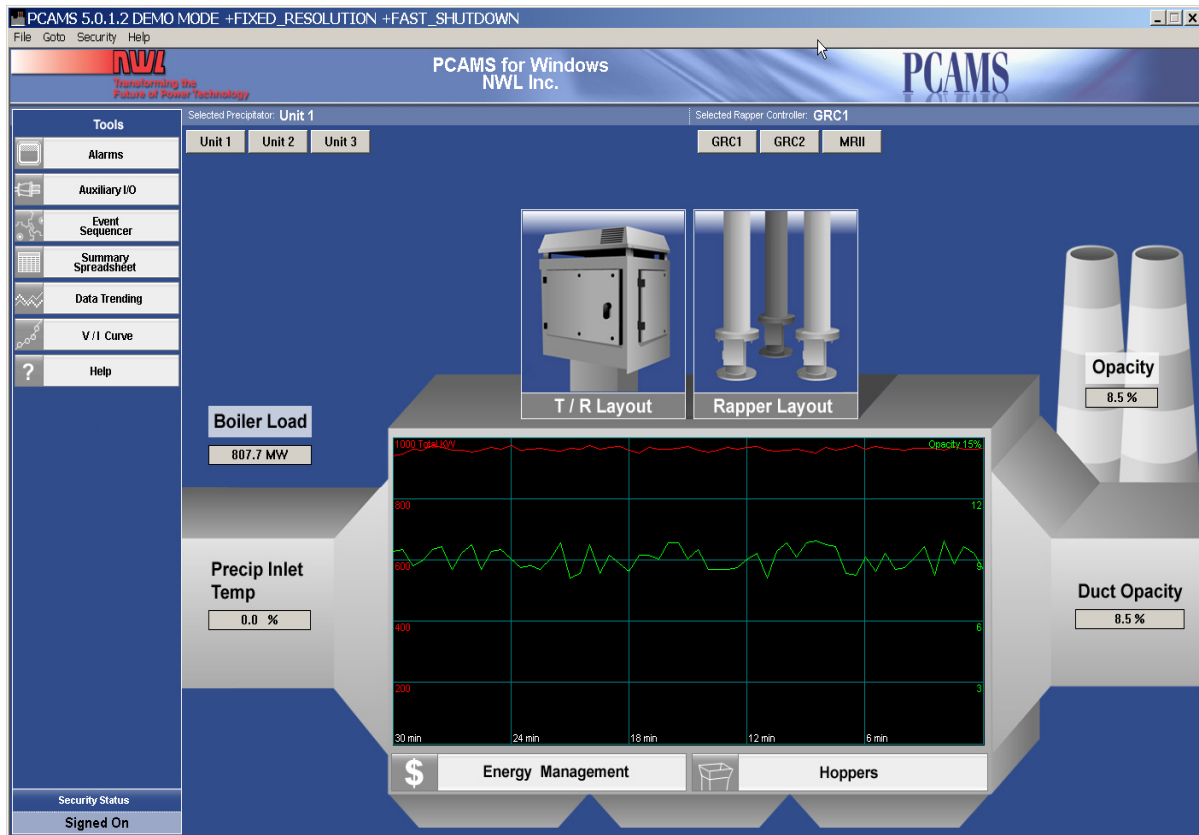 PCAMS 5.0.1.2 DEMO MODE +FIXED_RESOLUTION +FAST_SHUTDOWN
File Goto Security Help
NWL
Transforming the
Future of Power Technology
PCAMS for Windows
NWL Inc.
PCAMS
Tools
Alarms
Auxiliary I/O
Event
Sequencer
Summary
Spreadsheet
Data Trending
V / I Curve
? Help
Security Status
Signed On
Selected Precipitator: Unit 1
Unit 1 Unit 2 Unit 3
Selected Rapper Controller: GRC1
GRC1 GRC2 MRII
T / R Layout
Rapper Layout
Boiler Load
807.7 MW
Opacity
8.5 %
Precip Inlet
Temp
0.0 %
Duct Opacity
8.5 %
1000 Total KW
Opacity 15%
800
12
600
9
400
6
200
3
30 min 24 min 18 min 12 min 6 min
$ Energy Management
Hoppers